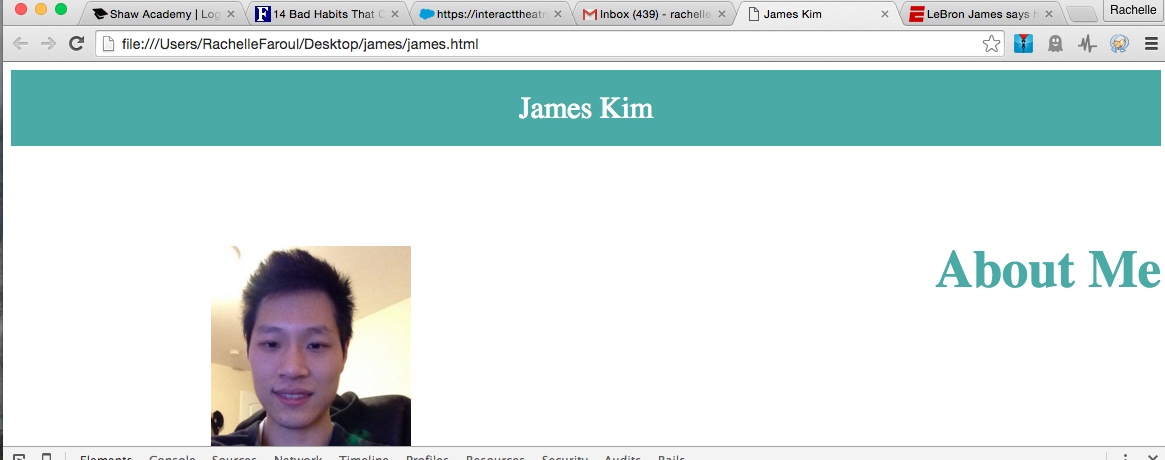 Shaw Academy | Log
14 Bad Habits That C
https://interacttheatre
Inbox (439) - rachelle
James Kim
LeBron James says h
Rachelle
file:///Users/RachelleFaroul/Desktop/james/james.html
James Kim
About Me
Elements Console Sources Network Timeline Profiles Resources Security Audits Rails